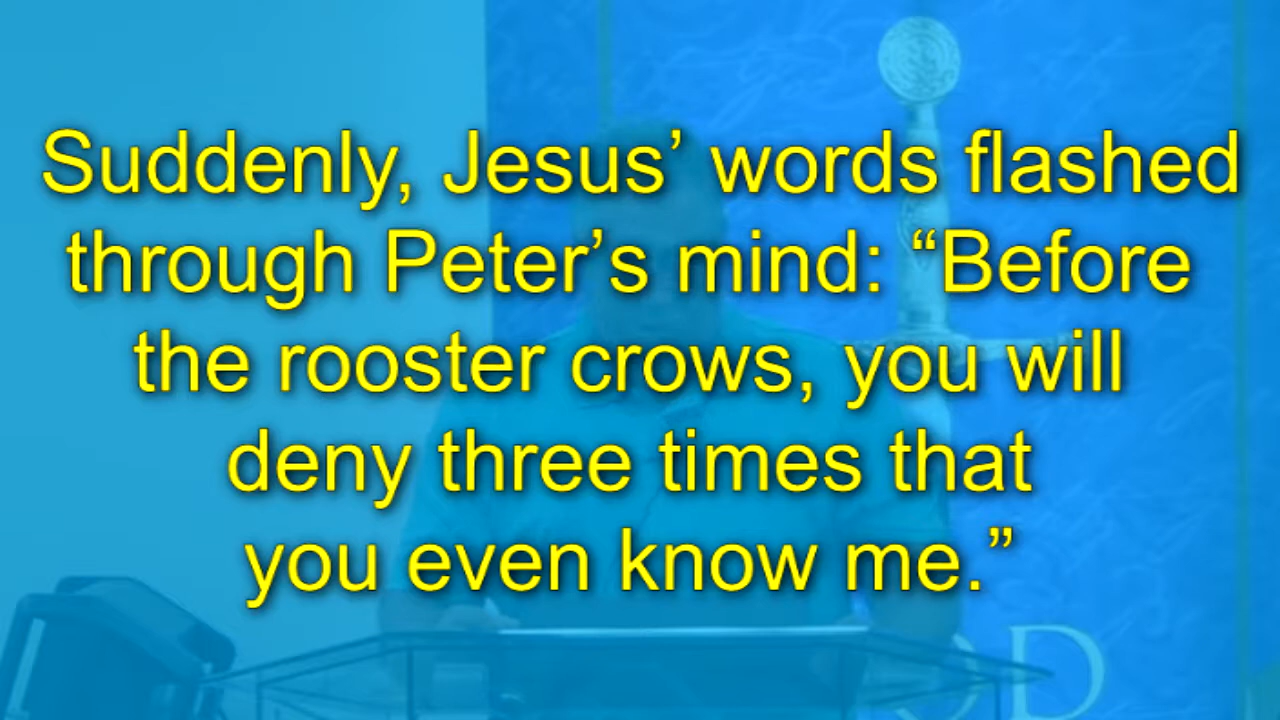 Suddenly, Jesus’ words flashed
through Peter’s mind: “Before
the rooster crows, you will
deny three times that
you even know me.”
D